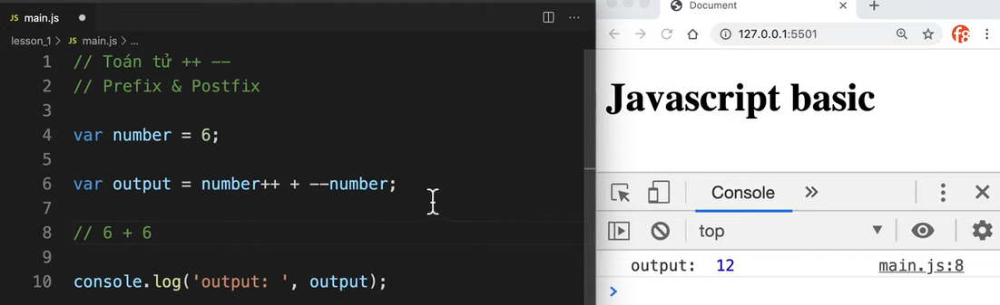 JS main.js
lesson_1 > JS main.js > ...
1 // Toán tử ++ --
2 // Prefix & Postfix
3
4 var number = 6;
5
6 var output = number++ + --number;
7
8 // 6 + 6
9
10 console.log('output: ', output);
Document
127.0.0.1:5501
Javascript basic
Console
top
output: 12 main.js:8